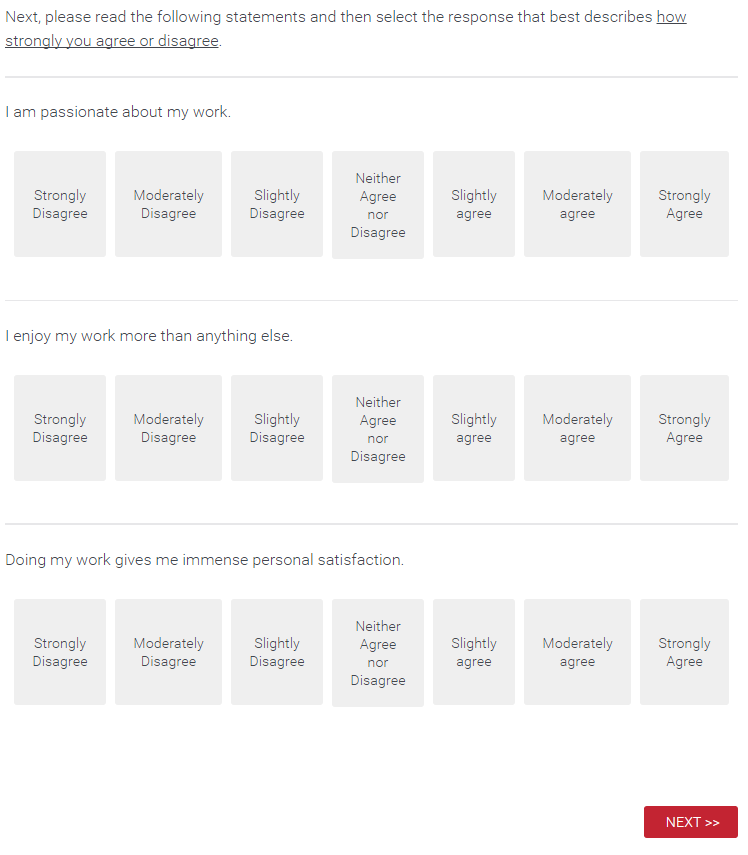 Next, please read the following statements and then select the response that best describes how
strongly you agree or disagree.
I am passionate about my work.
Strongly
Disagree
Moderately
Disagree
Slightly
Disagree
Neither
Agree
nor
Disagree
Slightly
agree
Moderately
agree
Strongly
Agree
I enjoy my work more than anything else.
Strongly
Disagree
Moderately
Disagree
Slightly
Disagree
Neither
Agree
nor
Disagree
Slightly
agree
Moderately
agree
Strongly
Agree
Doing my work gives me immense personal satisfaction.
Strongly
Disagree
Moderately
Disagree
Slightly
Disagree
Neither
Agree
nor
Disagree
Slightly
agree
Moderately
agree
Strongly
Agree
NEXT >>